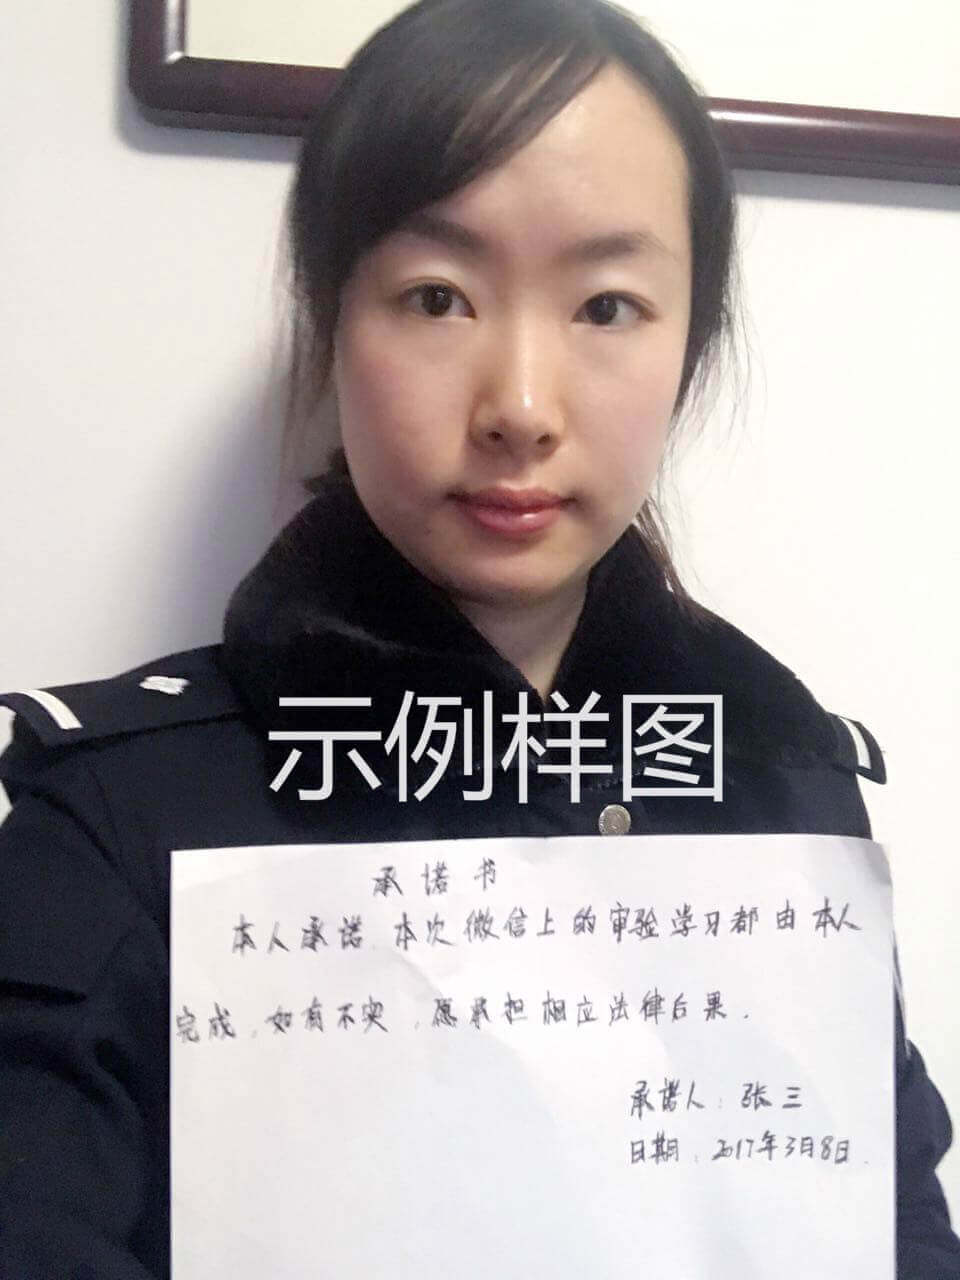 示例样图
承诺书
本人承诺,本次微信上的审验学习都由本人
完成,如有不实,愿承担相应法律后果.
承诺人:张三
日期:2017年3月8日.